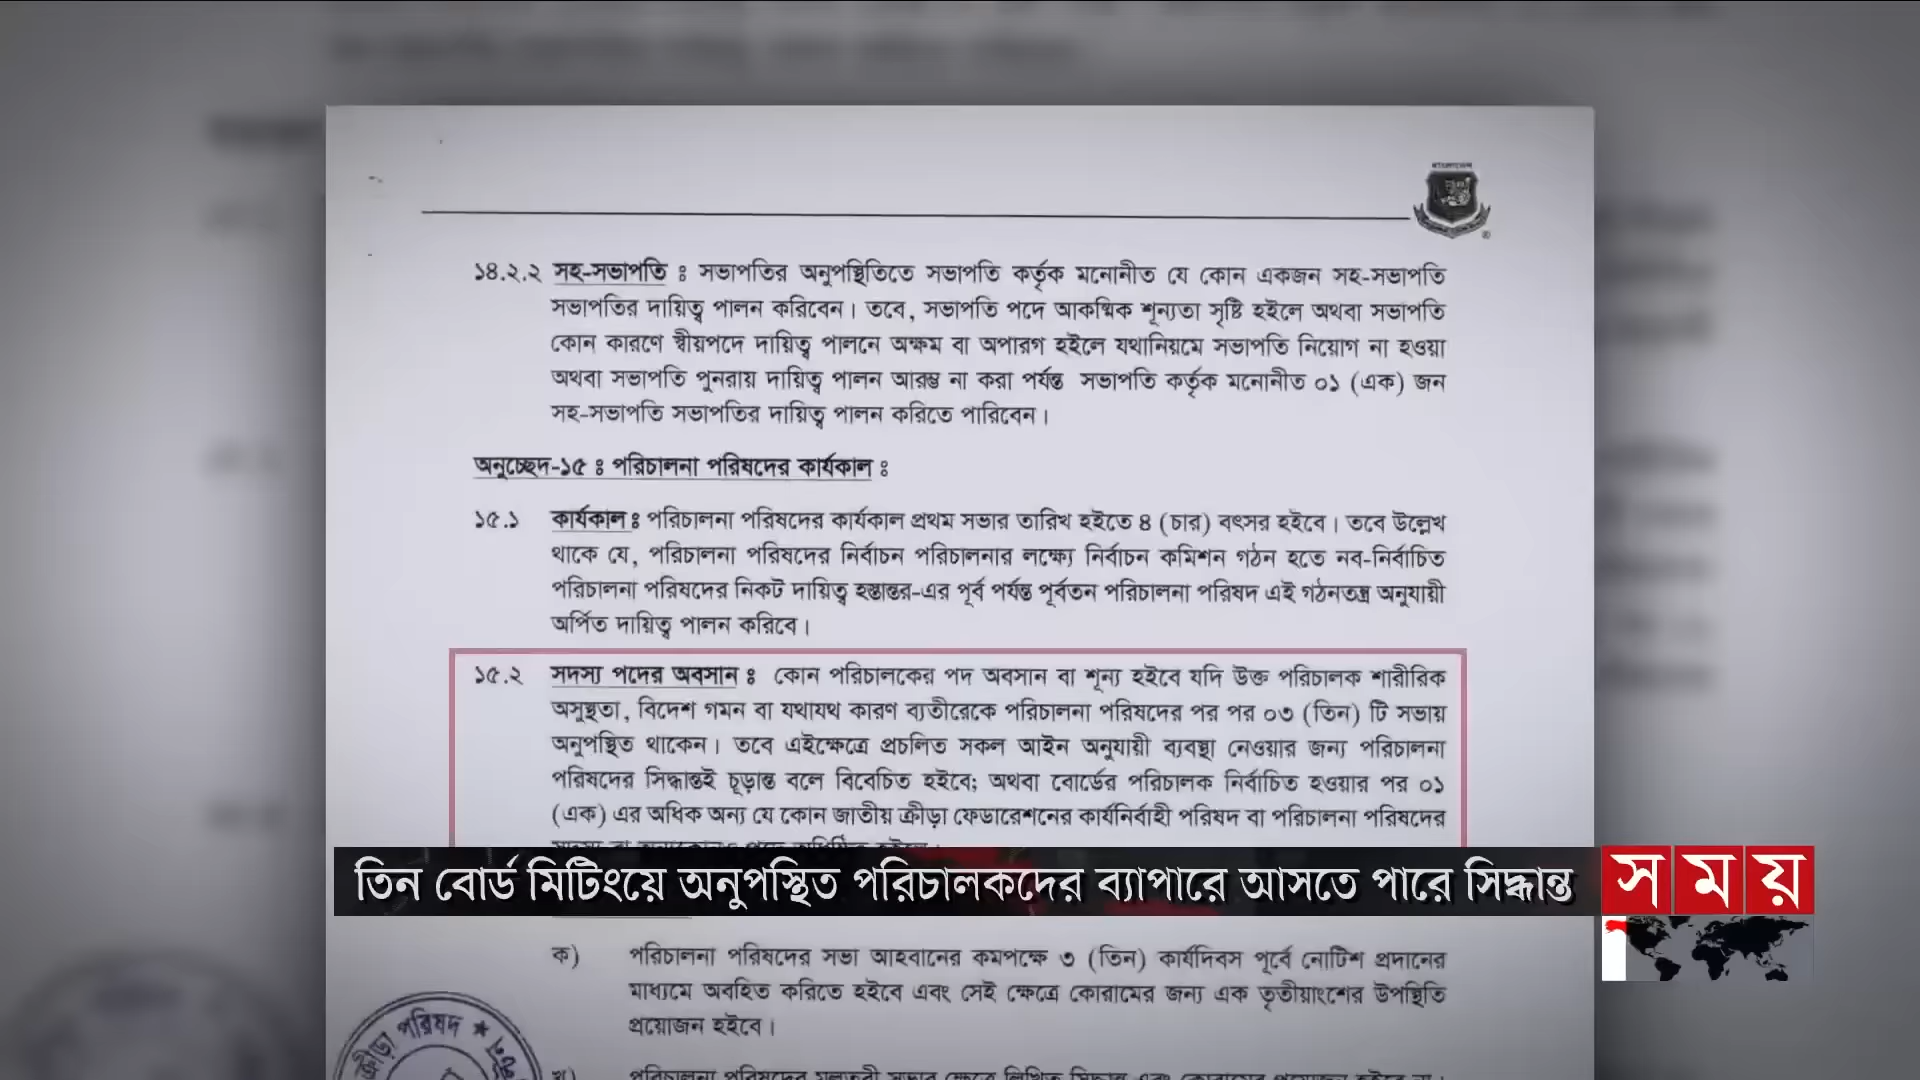 ১৪.২.২ সহ-সভাপতি ঃ সভাপতির অনুপস্থিতিতে সভাপতি কর্তৃক মনোনীত যে কোন একজন সহ-সভাপতি
সভাপতির দায়িত্ব পালন করিবেন। তবে, সভাপতি পদে আকস্মিক শূন্যতা সৃষ্টি হইলে অথবা সভাপতি
কোন কারণে স্বীয়পদে দায়িত্ব পালনে অক্ষম বা অপারগ হইলে যথানিয়মে সভাপতি নিয়োগ না হওয়া
অথবা সভাপতি পুনরায় দায়িত্ব পালন আরম্ভ না করা পর্যন্ত সভাপতি কর্তৃক মনোনীত ০১ (এক) জন
সহ-সভাপতি সভাপতির দায়িত্ব পালন করিতে পারিবেন।
অনুচ্ছেদ-১৫ ঃ পরিচালনা পরিষদের কার্যকাল ঃ
১৫.১ কার্যকাল ঃ পরিচালনা পরিষদের কার্যকাল প্রথম সভার তারিখ হইতে ৪ (চার) বৎসর হইবে। তবে উল্লেখ
থাকে যে, পরিচালনা পরিষদের নির্বাচন পরিচালনার লক্ষ্যে নির্বাচন কমিশন গঠন হতে নব-নির্বাচিত
পরিচালনা পরিষদের নিকট দায়িত্ব হস্তান্তর-এর পূর্ব পর্যন্ত পূর্বতন পরিচালনা পরিষদ এই গঠনতন্ত্র অনুযায়ী
অর্পিত দায়িত্ব পালন করিবে।
১৫.২ সদস্য পদের অবসান ঃ কোন পরিচালকের পদ অবসান বা শূন্য হইবে যদি উক্ত পরিচালক শারীরিক
অসুস্থতা, বিদেশ গমন বা যথাযথ কারণ ব্যতীরেকে পরিচালনা পরিষদের পর পর ০৩ (তিন) টি সভায়
অনুপস্থিত থাকেন। তবে এইক্ষেত্রে প্রচলিত সকল আইন অনুযায়ী ব্যবস্থা নেওয়ার জন্য পরিচালনা
পরিষদের সিদ্ধান্তই চূড়ান্ত বলে বিবেচিত হইবে; অথবা বোর্ডের পরিচালক নির্বাচিত হওয়ার পর ০১
(এক) এর অধিক অন্য যে কোন জাতীয় ক্রীড়া ফেডারেশনের কার্যনির্বাহী পরিষদ বা পরিচালনা পরিষদের
তিন বোর্ড মিটিংয়ে অনুপস্থিত পরিচালকদের ব্যাপারে আসতে পারে সিদ্ধান্ত
সময়
ক) পরিচালনা পরিষদের সভা আহবানের কমপক্ষে ৩ (তিন) কার্যদিবস পূর্বে নোটিশ প্রদানের
মাধ্যমে অবহিত করিতে হইবে এবং সেই ক্ষেত্রে কোরামের জন্য এক তৃতীয়াংশের উপস্থিতি
প্রয়োজন হইবে।
ক্রীড়া পরিষদ